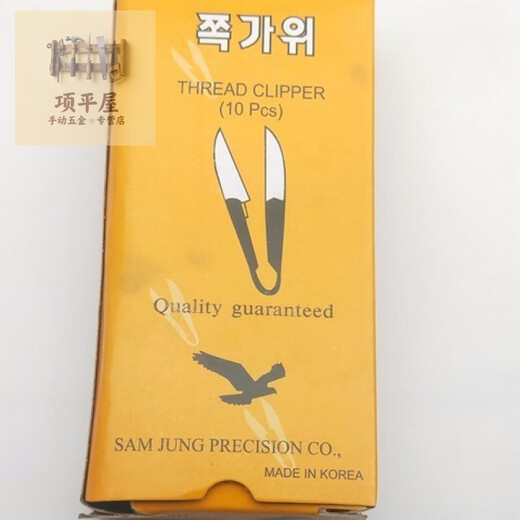 쪽가위
项平屋
手动五金♥专营店
THREAD CLIPPER
(10 Pcs)
Quality guaranteed
SAM JUNG PRECISION CO.,
MADE IN KOREA